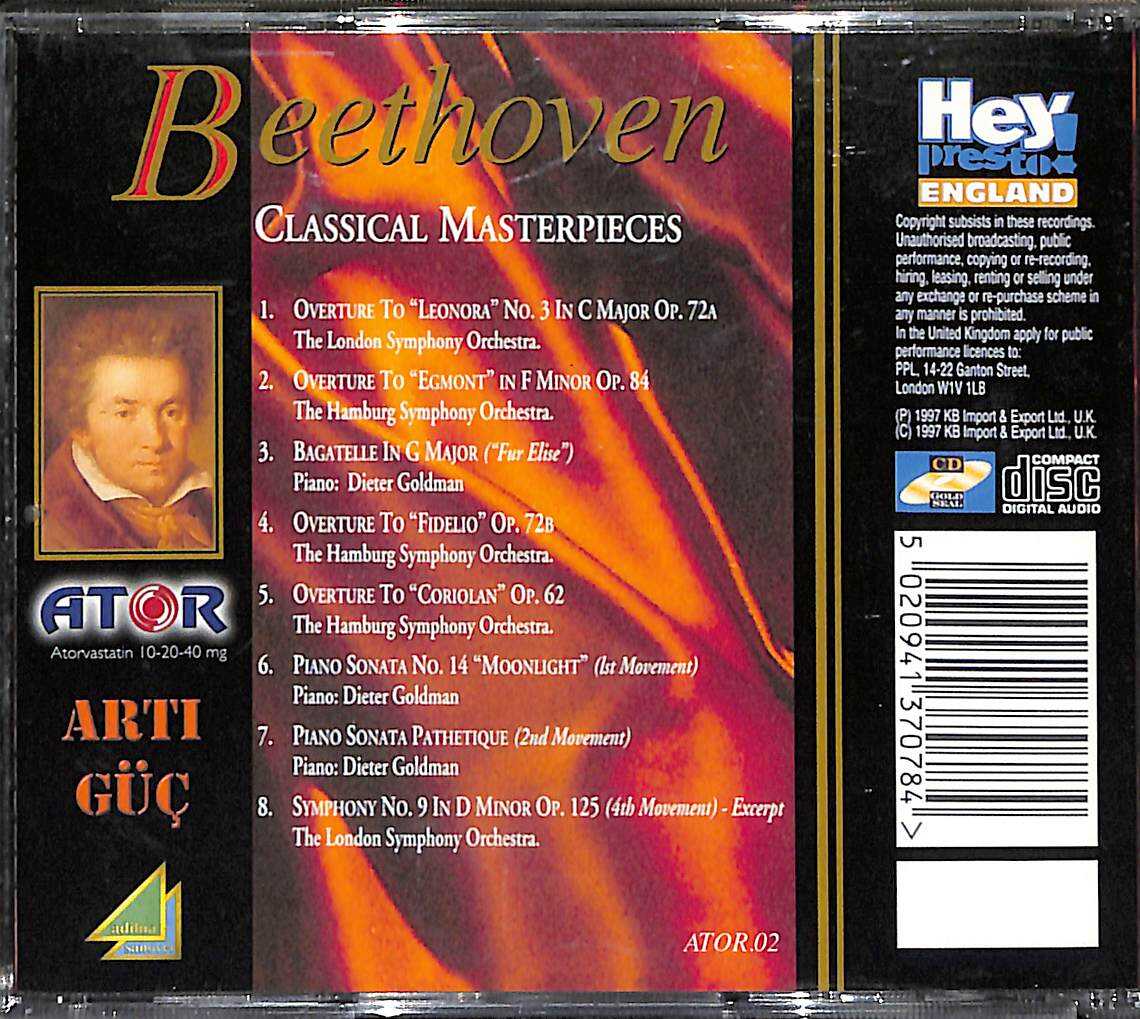 Beethoven
CLASSICAL MASTERPIECES
1. OVERTURE TO “LEONORA” NO. 3 IN C MAJOR OP. 72A
The London Symphony Orchestra.
2. OVERTURE TO “EGMONT” IN F MINOR OP. 84
The Hamburg Symphony Orchestra.
3. BAGATELLE IN G MAJOR (“Fur Elise”)
Piano: Dieter Goldman
4. OVERTURE TO “FIDELIO” OP. 72B
The Hamburg Symphony Orchestra.
5. OVERTURE TO “CORIOLAN” OP. 62
The Hamburg Symphony Orchestra.
6. PIANO SONATA NO. 14 “MOONLIGHT” (1st Movement)
Piano: Dieter Goldman
7. PIANO SONATA PATHETIQUE (2nd Movement)
Piano: Dieter Goldman
8. SYMPHONY NO. 9 IN D MINOR OP. 125 (4th Movement) - Excerpt
The London Symphony Orchestra.
ATOR.02
ATOR
Atorvastatin 10-20-40 mg
ARTI
GÜÇ
adilna
sanovel
Hey
presto!
ENGLAND
Copyright subsists in these recordings.
Unauthorised broadcasting, public
performance, copying or re-recording,
hiring, leasing, renting or selling under
any exchange or re-purchase scheme in
any manner is prohibited.
In the United Kingdom apply for public
performance licences to:
PPL, 14-22 Ganton Street,
London W1V 1LB
(P) 1997 KB Import & Export Ltd., U.K.
(C) 1997 KB Import & Export Ltd., U.K.
CD
GOLD
SEAL
COMPACT
disc
DIGITAL AUDIO
5 020941 370784 >